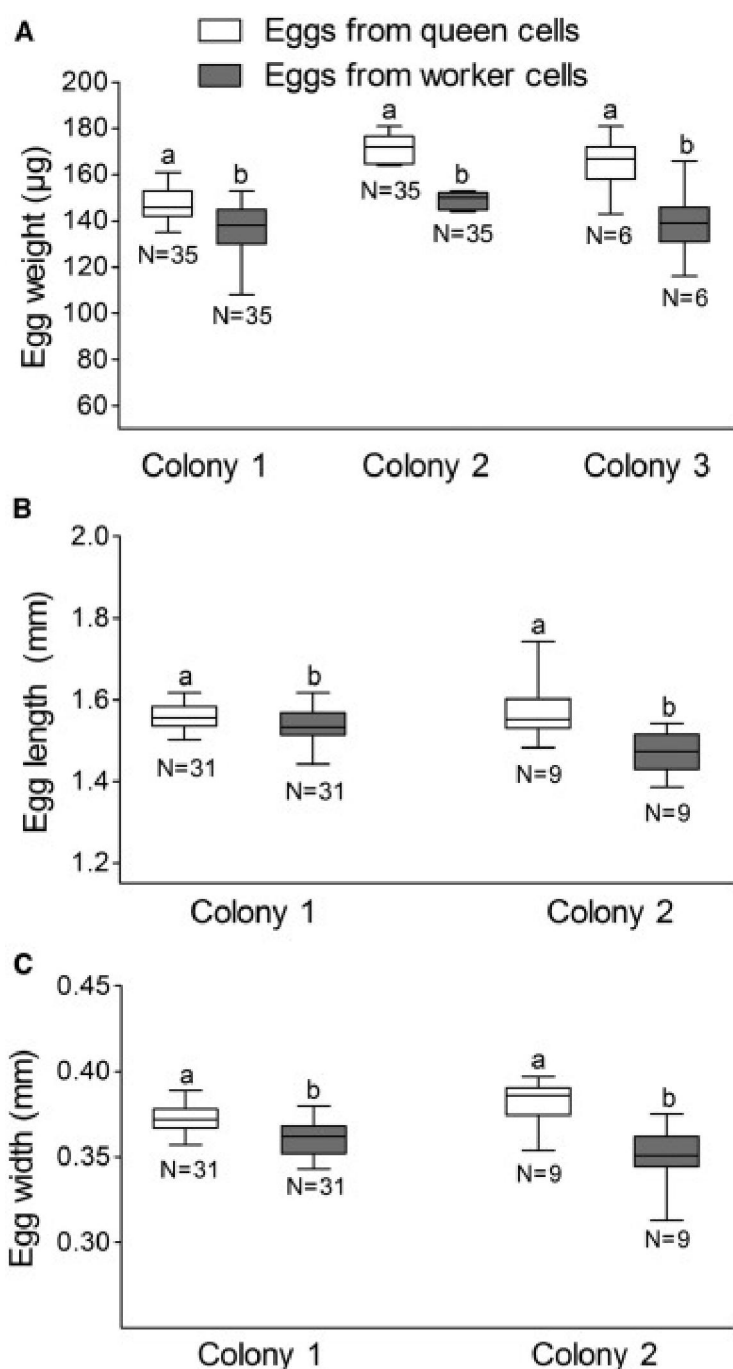 A
Eggs from queen cells
Eggs from worker cells
Egg weight (µg)
200
180
160
140
120
100
80
60
a
N=35
b
N=35
a
N=35
b
N=35
a
N=6
b
N=6
Colony 1
Colony 2
Colony 3
B
Egg length (mm)
2.0
1.8
1.6
1.4
1.2
a
N=31
b
N=31
a
N=9
b
N=9
Colony 1
Colony 2
C
Egg width (mm)
0.45
0.40
0.35
0.30
a
N=31
b
N=31
a
N=9
b
N=9
Colony 1
Colony 2